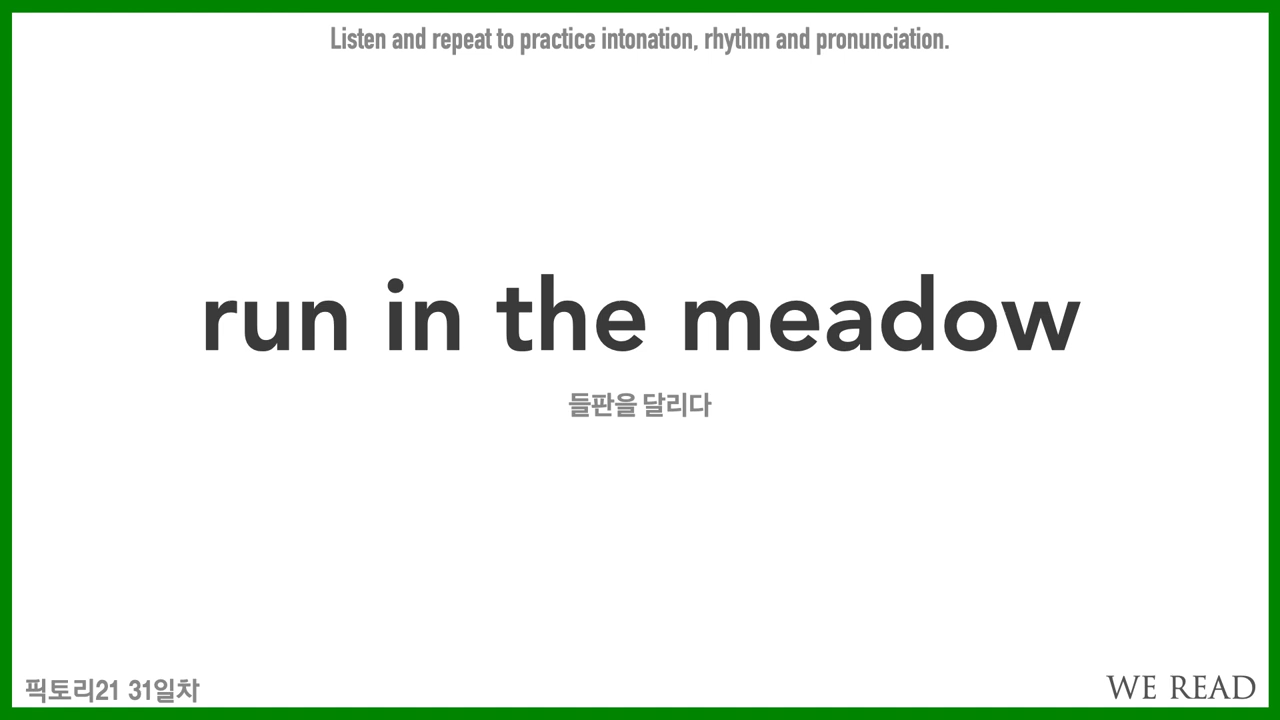 Listen and repeat to practice intonation, rhythm and pronunciation.
run in the meadow
들판을 달리다
픽토리21 31일차
WE READ